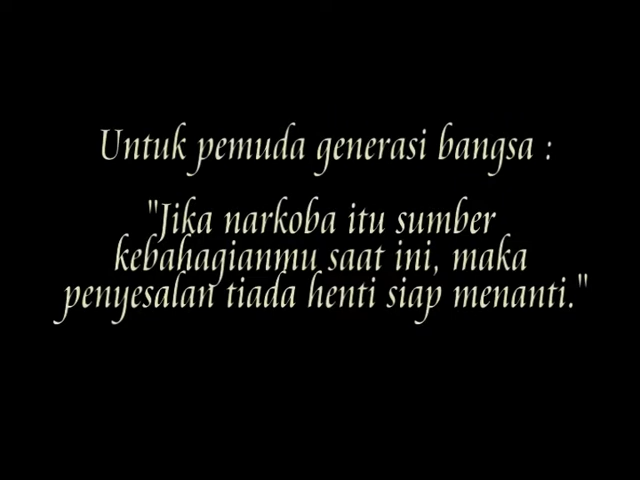 Untuk pemuda generasi bangsa :
"Jika narkoba itu sumber
kebahagianmu saat ini, maka
penyesalan tiada henti siap menanti."